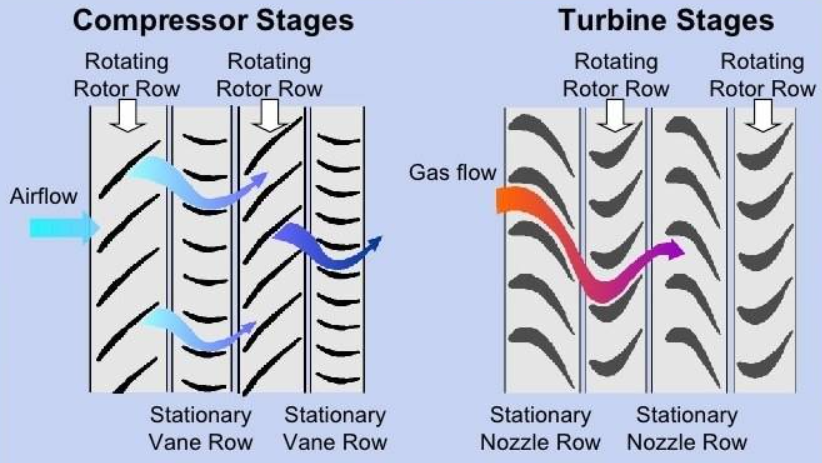 Compressor Stages
Turbine Stages
Rotating
Rotor Row
Rotating
Rotor Row
Rotating
Rotor Row
Rotating
Rotor Row
Airflow
Gas flow
Stationary
Vane Row
Stationary
Vane Row
Stationary
Nozzle Row
Stationary
Nozzle Row